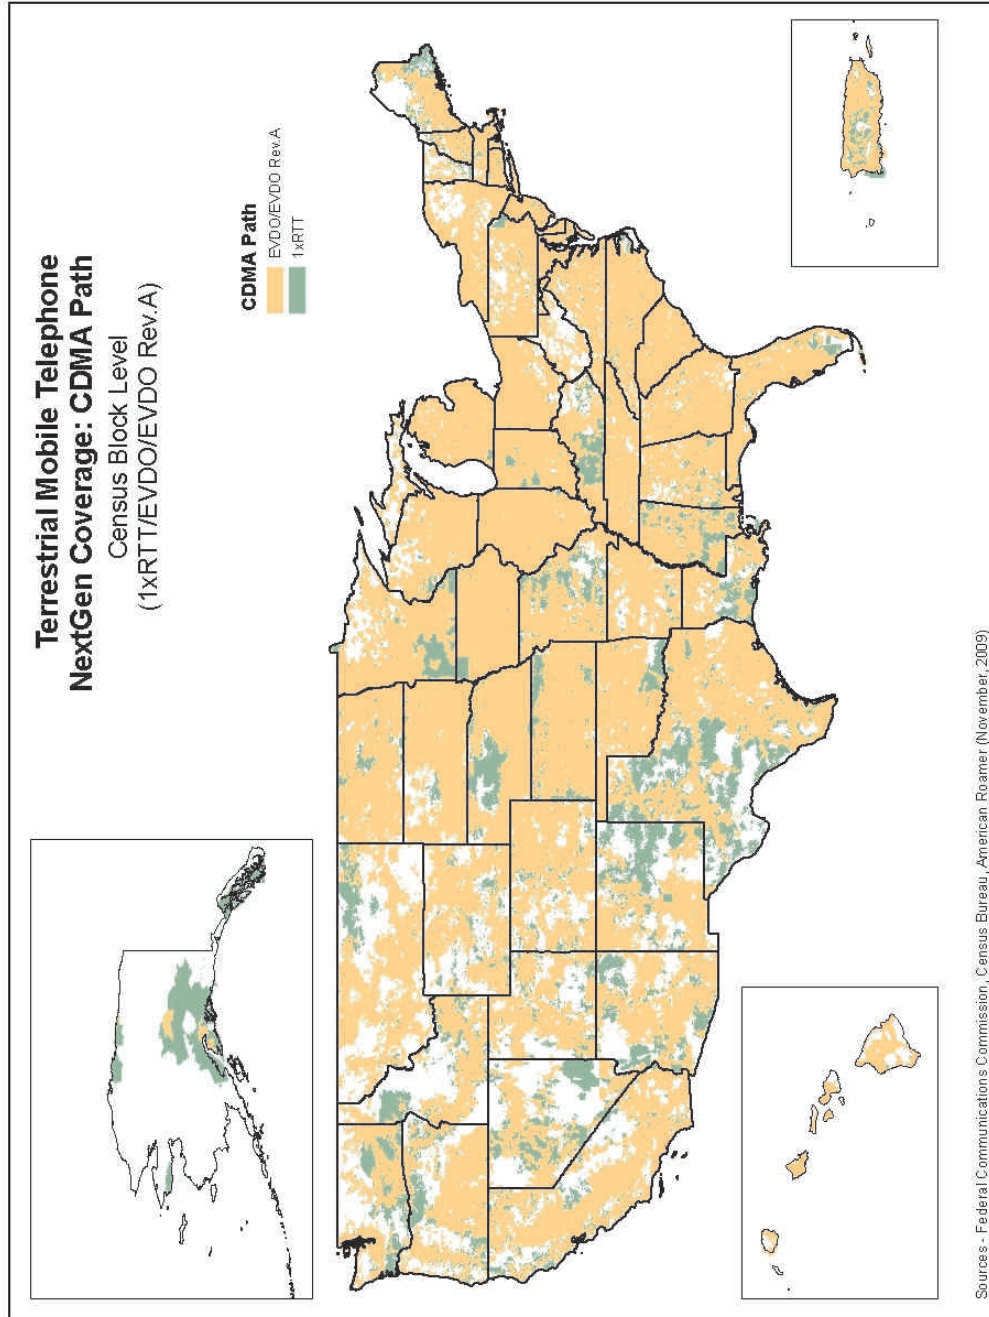 Terrestrial Mobile Telephone
NextGen Coverage: CDMA Path
Census Block Level
(1xRTT/EVDO/EVDO Rev.A)
CDMA Path
EVDO/EVDO Rev.A
1xRTT
Sources - Federal Communications Commission, Census Bureau, American Roamer (November, 2009)